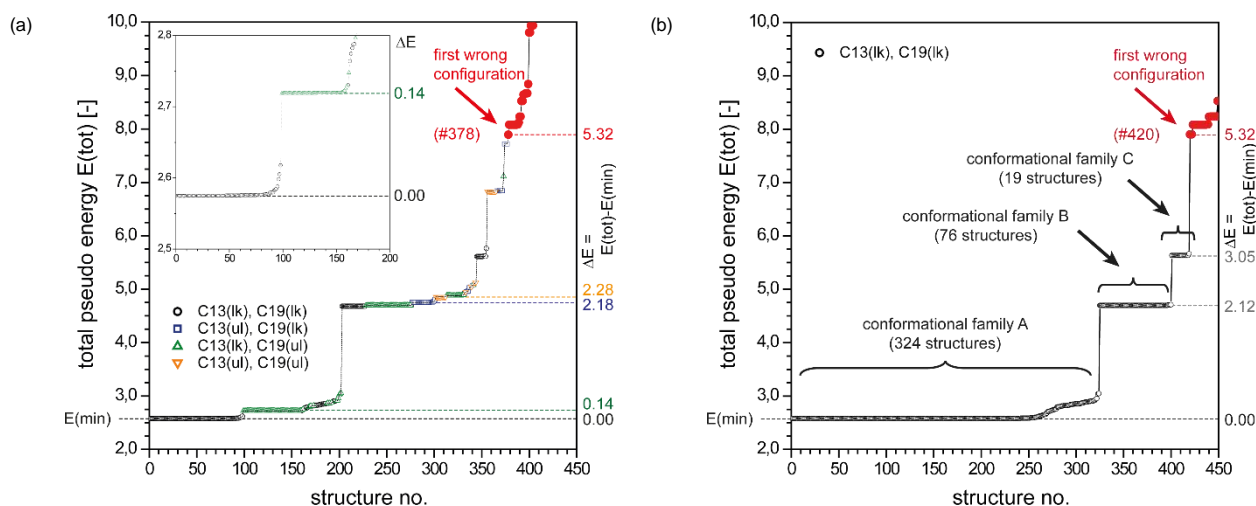 (a)
total pseudo energy E(tot) [-]
10,0
9,0
8,0
7,0
6,0
5,0
4,0
3,0
2,0
E(min)
0
50
100
150
200
250
300
350
400
450
structure no.
2,8
2,7
2,6
2,5
0
100
200
ΔE
0.14
0.00
first wrong
configuration
(#378)
C13(lk), C19(lk)
C13(ul), C19(lk)
C13(lk), C19(ul)
C13(ul), C19(ul)
5.32
2.28
2.18
0.14
0.00
ΔE =
E(tot)-E(min)
(b)
total pseudo energy E(tot) [-]
10,0
9,0
8,0
7,0
6,0
5,0
4,0
3,0
2,0
E(min)
0
50
100
150
200
250
300
350
400
450
structure no.
C13(lk), C19(lk)
first wrong
configuration
(#420)
conformational family C
(19 structures)
conformational family B
(76 structures)
conformational family A
(324 structures)
5.32
3.05
2.12
0.00
ΔE =
E(tot)-E(min)